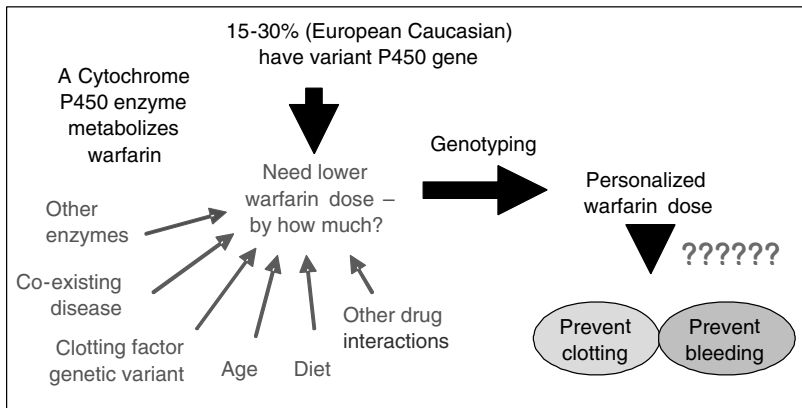 15-30% (European Caucasian)
have variant P450 gene
A Cytochrome
P450 enzyme
metabolizes
warfarin
Need lower
warfarin dose –
by how much?
Genotyping
Personalized
warfarin dose
??????
Prevent
clotting
Prevent
bleeding
Other
enzymes
Co-existing
disease
Clotting factor
genetic variant
Age
Diet
Other drug
interactions